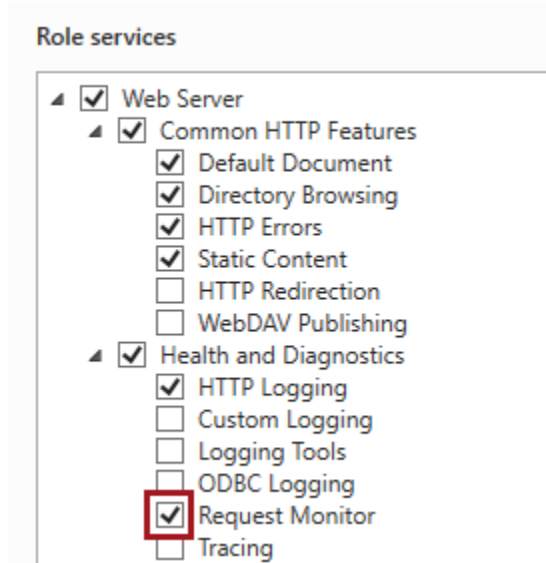 Role services
Web Server
Common HTTP Features
Default Document
Directory Browsing
HTTP Errors
Static Content
HTTP Redirection
WebDAV Publishing
Health and Diagnostics
HTTP Logging
Custom Logging
Logging Tools
ODBC Logging
Request Monitor
Tracing